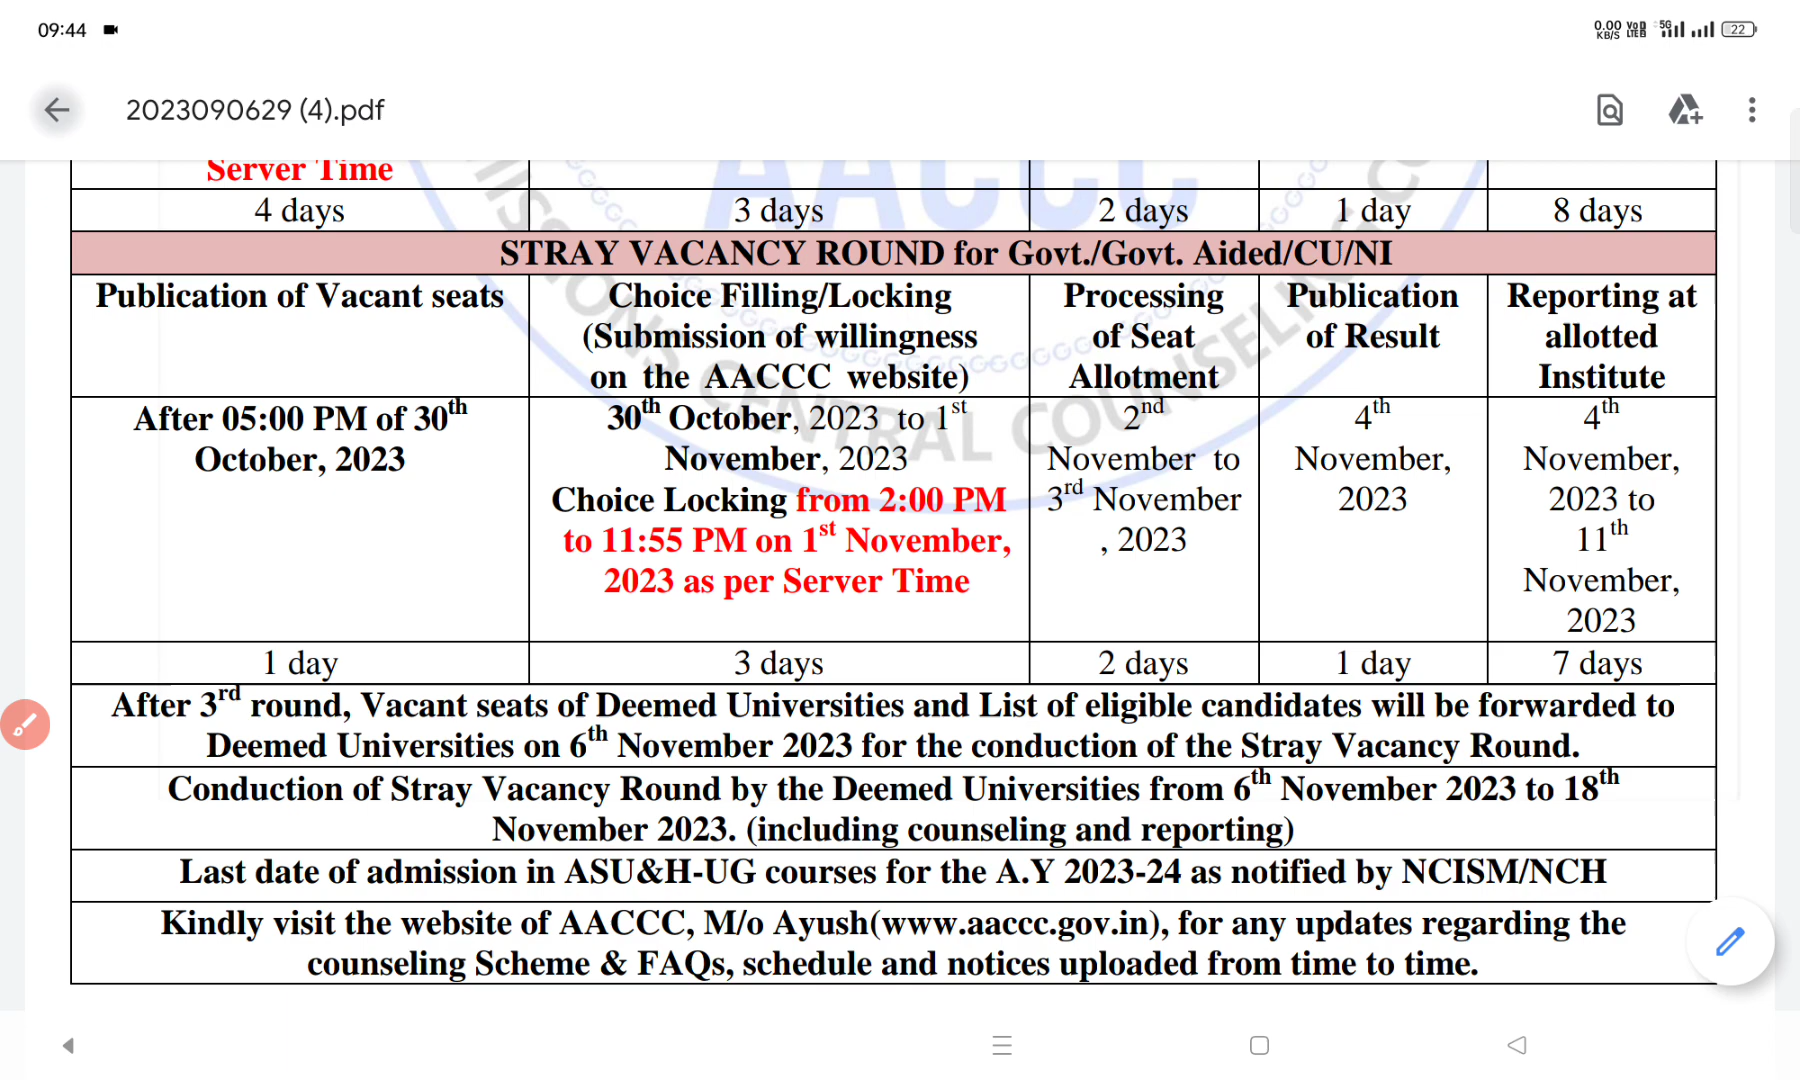 09:44
0.00 KB/S VoD LTE 5G 22
2023090629 (4).pdf
AACCC
Server Time
4 days 3 days 2 days 1 day 8 days
STRAY VACANCY ROUND for Govt./Govt. Aided/CU/NI
Publication of Vacant seats Choice Filling/Locking Processing Publication Reporting at
(Submission of willingness of Seat of Result allotted
on the AACCC website) Allotment Institute
After 05:00 PM of 30th 30th October, 2023 to 1st 2nd 4th 4th
October, 2023 November, 2023 November to November, November,
Choice Locking from 2:00 PM 3rd November 2023 2023 to
to 11:55 PM on 1st November, , 2023 11th
2023 as per Server Time November,
2023
1 day 3 days 2 days 1 day 7 days
After 3rd round, Vacant seats of Deemed Universities and List of eligible candidates will be forwarded to
Deemed Universities on 6th November 2023 for the conduction of the Stray Vacancy Round.
Conduction of Stray Vacancy Round by the Deemed Universities from 6th November 2023 to 18th
November 2023. (including counseling and reporting)
Last date of admission in ASU&H-UG courses for the A.Y 2023-24 as notified by NCISM/NCH
Kindly visit the website of AACCC, M/o Ayush(www.aaccc.gov.in), for any updates regarding the
counseling Scheme & FAQs, schedule and notices uploaded from time to time.